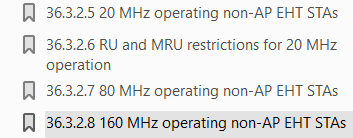 36.3.2.5 20 MHz operating non-AP EHT STAs
36.3.2.6 RU and MRU restrictions for 20 MHz
operation
36.3.2.7 80 MHz operating non-AP EHT STAs
36.3.2.8 160 MHz operating non-AP EHT STAs